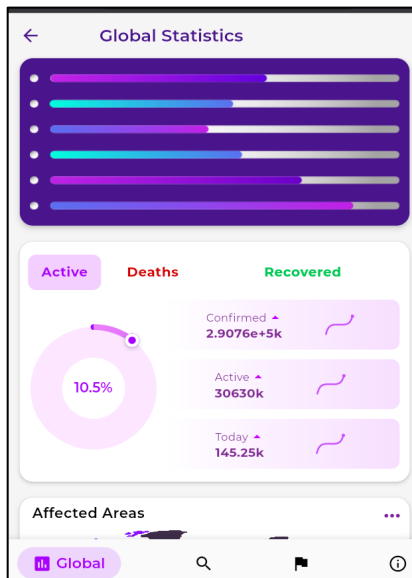 Global Statistics
Active Deaths Recovered
Confirmed
2.9076e+5k
10.5%
Active
30630k
Today
145.25k
Affected Areas
Global